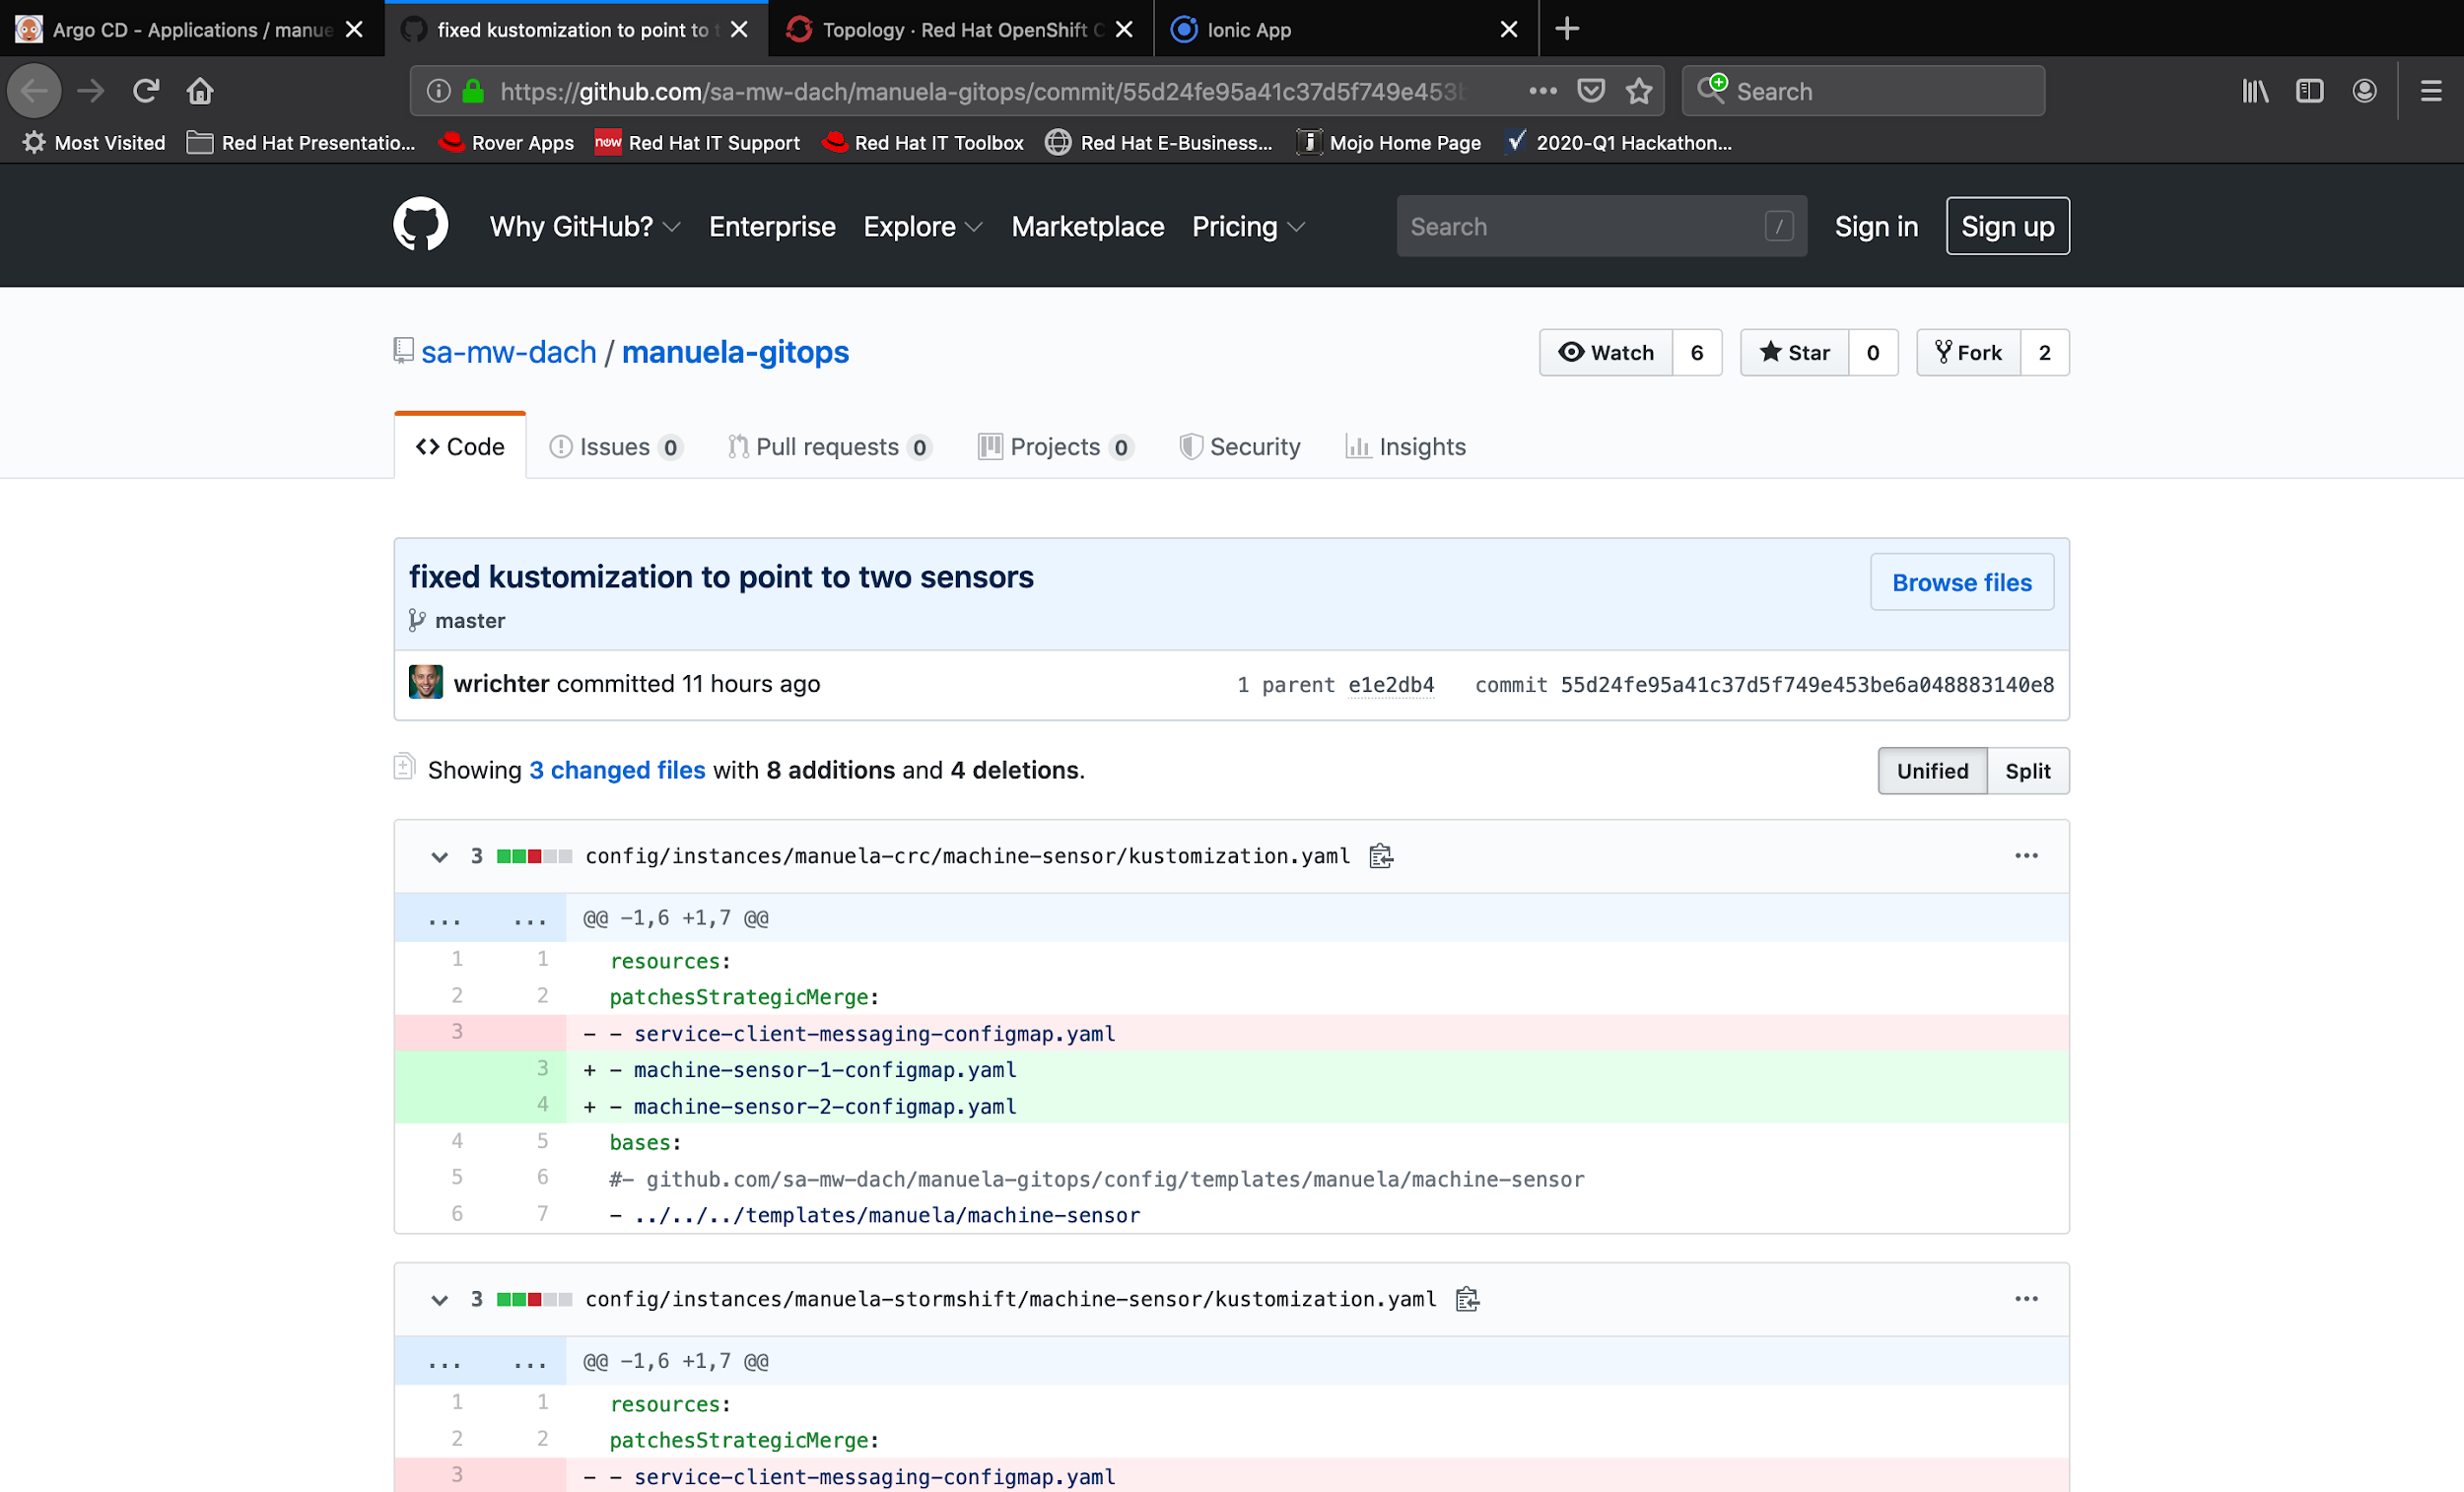 Argo CD - Applications / manue
fixed kustomization to point to t
Topology · Red Hat OpenShift C
Ionic App
https://github.com/sa-mw-dach/manuela-gitops/commit/55d24fe95a41c37d5f749e453b
Search
Most Visited
Red Hat Presentatio...
Rover Apps
now
Red Hat IT Support
Red Hat IT Toolbox
Red Hat E-Business...
Mojo Home Page
2020-Q1 Hackathon...
Why GitHub?
Enterprise
Explore
Marketplace
Pricing
Search /
Sign in
Sign up
sa-mw-dach / manuela-gitops
Watch 6
Star 0
Fork 2
Code
Issues 0
Pull requests 0
Projects 0
Security
Insights
fixed kustomization to point to two sensors
Browse files
master
wrichter committed 11 hours ago
1 parent e1e2db4 commit 55d24fe95a41c37d5f749e453be6a048883140e8
Showing 3 changed files with 8 additions and 4 deletions.
Unified
Split
3 config/instances/manuela-crc/machine-sensor/kustomization.yaml
... ... @@ -1,6 +1,7 @@
1 1 resources:
2 2 patchesStrategicMerge:
3 - - service-client-messaging-configmap.yaml
3 + - machine-sensor-1-configmap.yaml
4 + - machine-sensor-2-configmap.yaml
4 5 bases:
5 6 #- github.com/sa-mw-dach/manuela-gitops/config/templates/manuela/machine-sensor
6 7 - ../../../templates/manuela/machine-sensor
3 config/instances/manuela-stormshift/machine-sensor/kustomization.yaml
... ... @@ -1,6 +1,7 @@
1 1 resources:
2 2 patchesStrategicMerge:
3 - - service-client-messaging-configmap.yaml